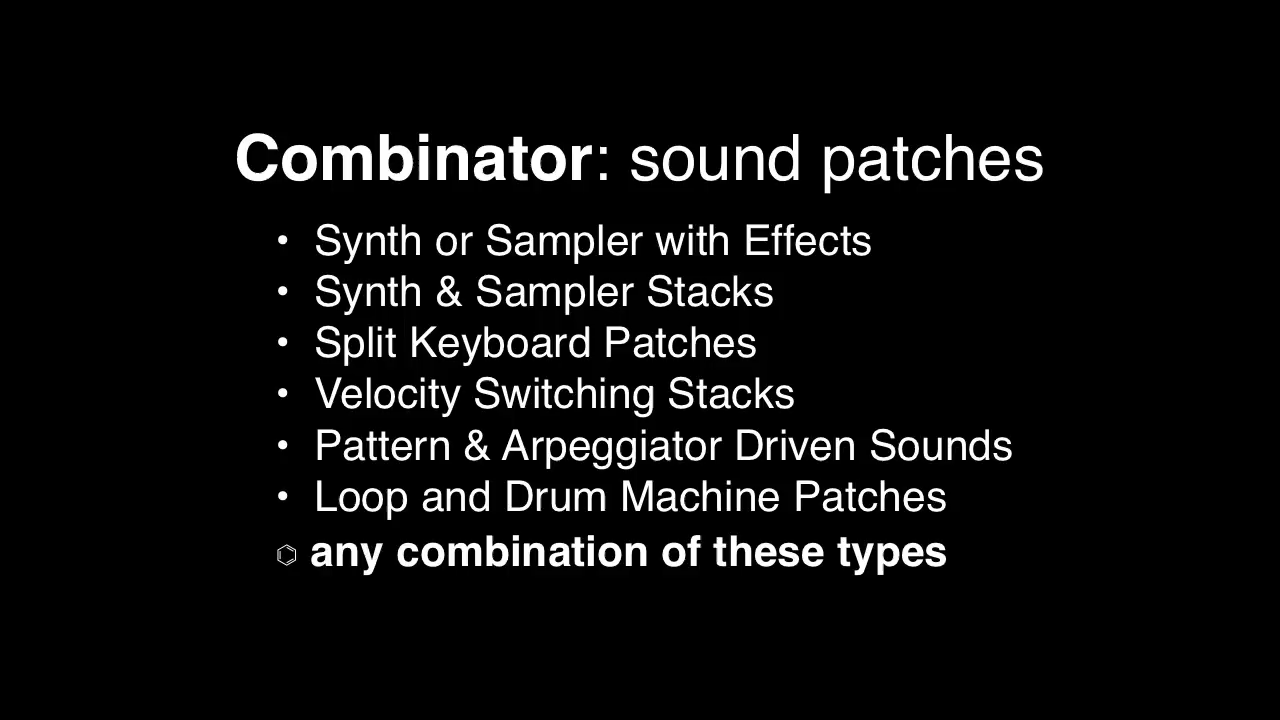 Combinator: sound patches
• Synth or Sampler with Effects
• Synth & Sampler Stacks
• Split Keyboard Patches
• Velocity Switching Stacks
• Pattern & Arpeggiator Driven Sounds
• Loop and Drum Machine Patches
⌬ any combination of these types